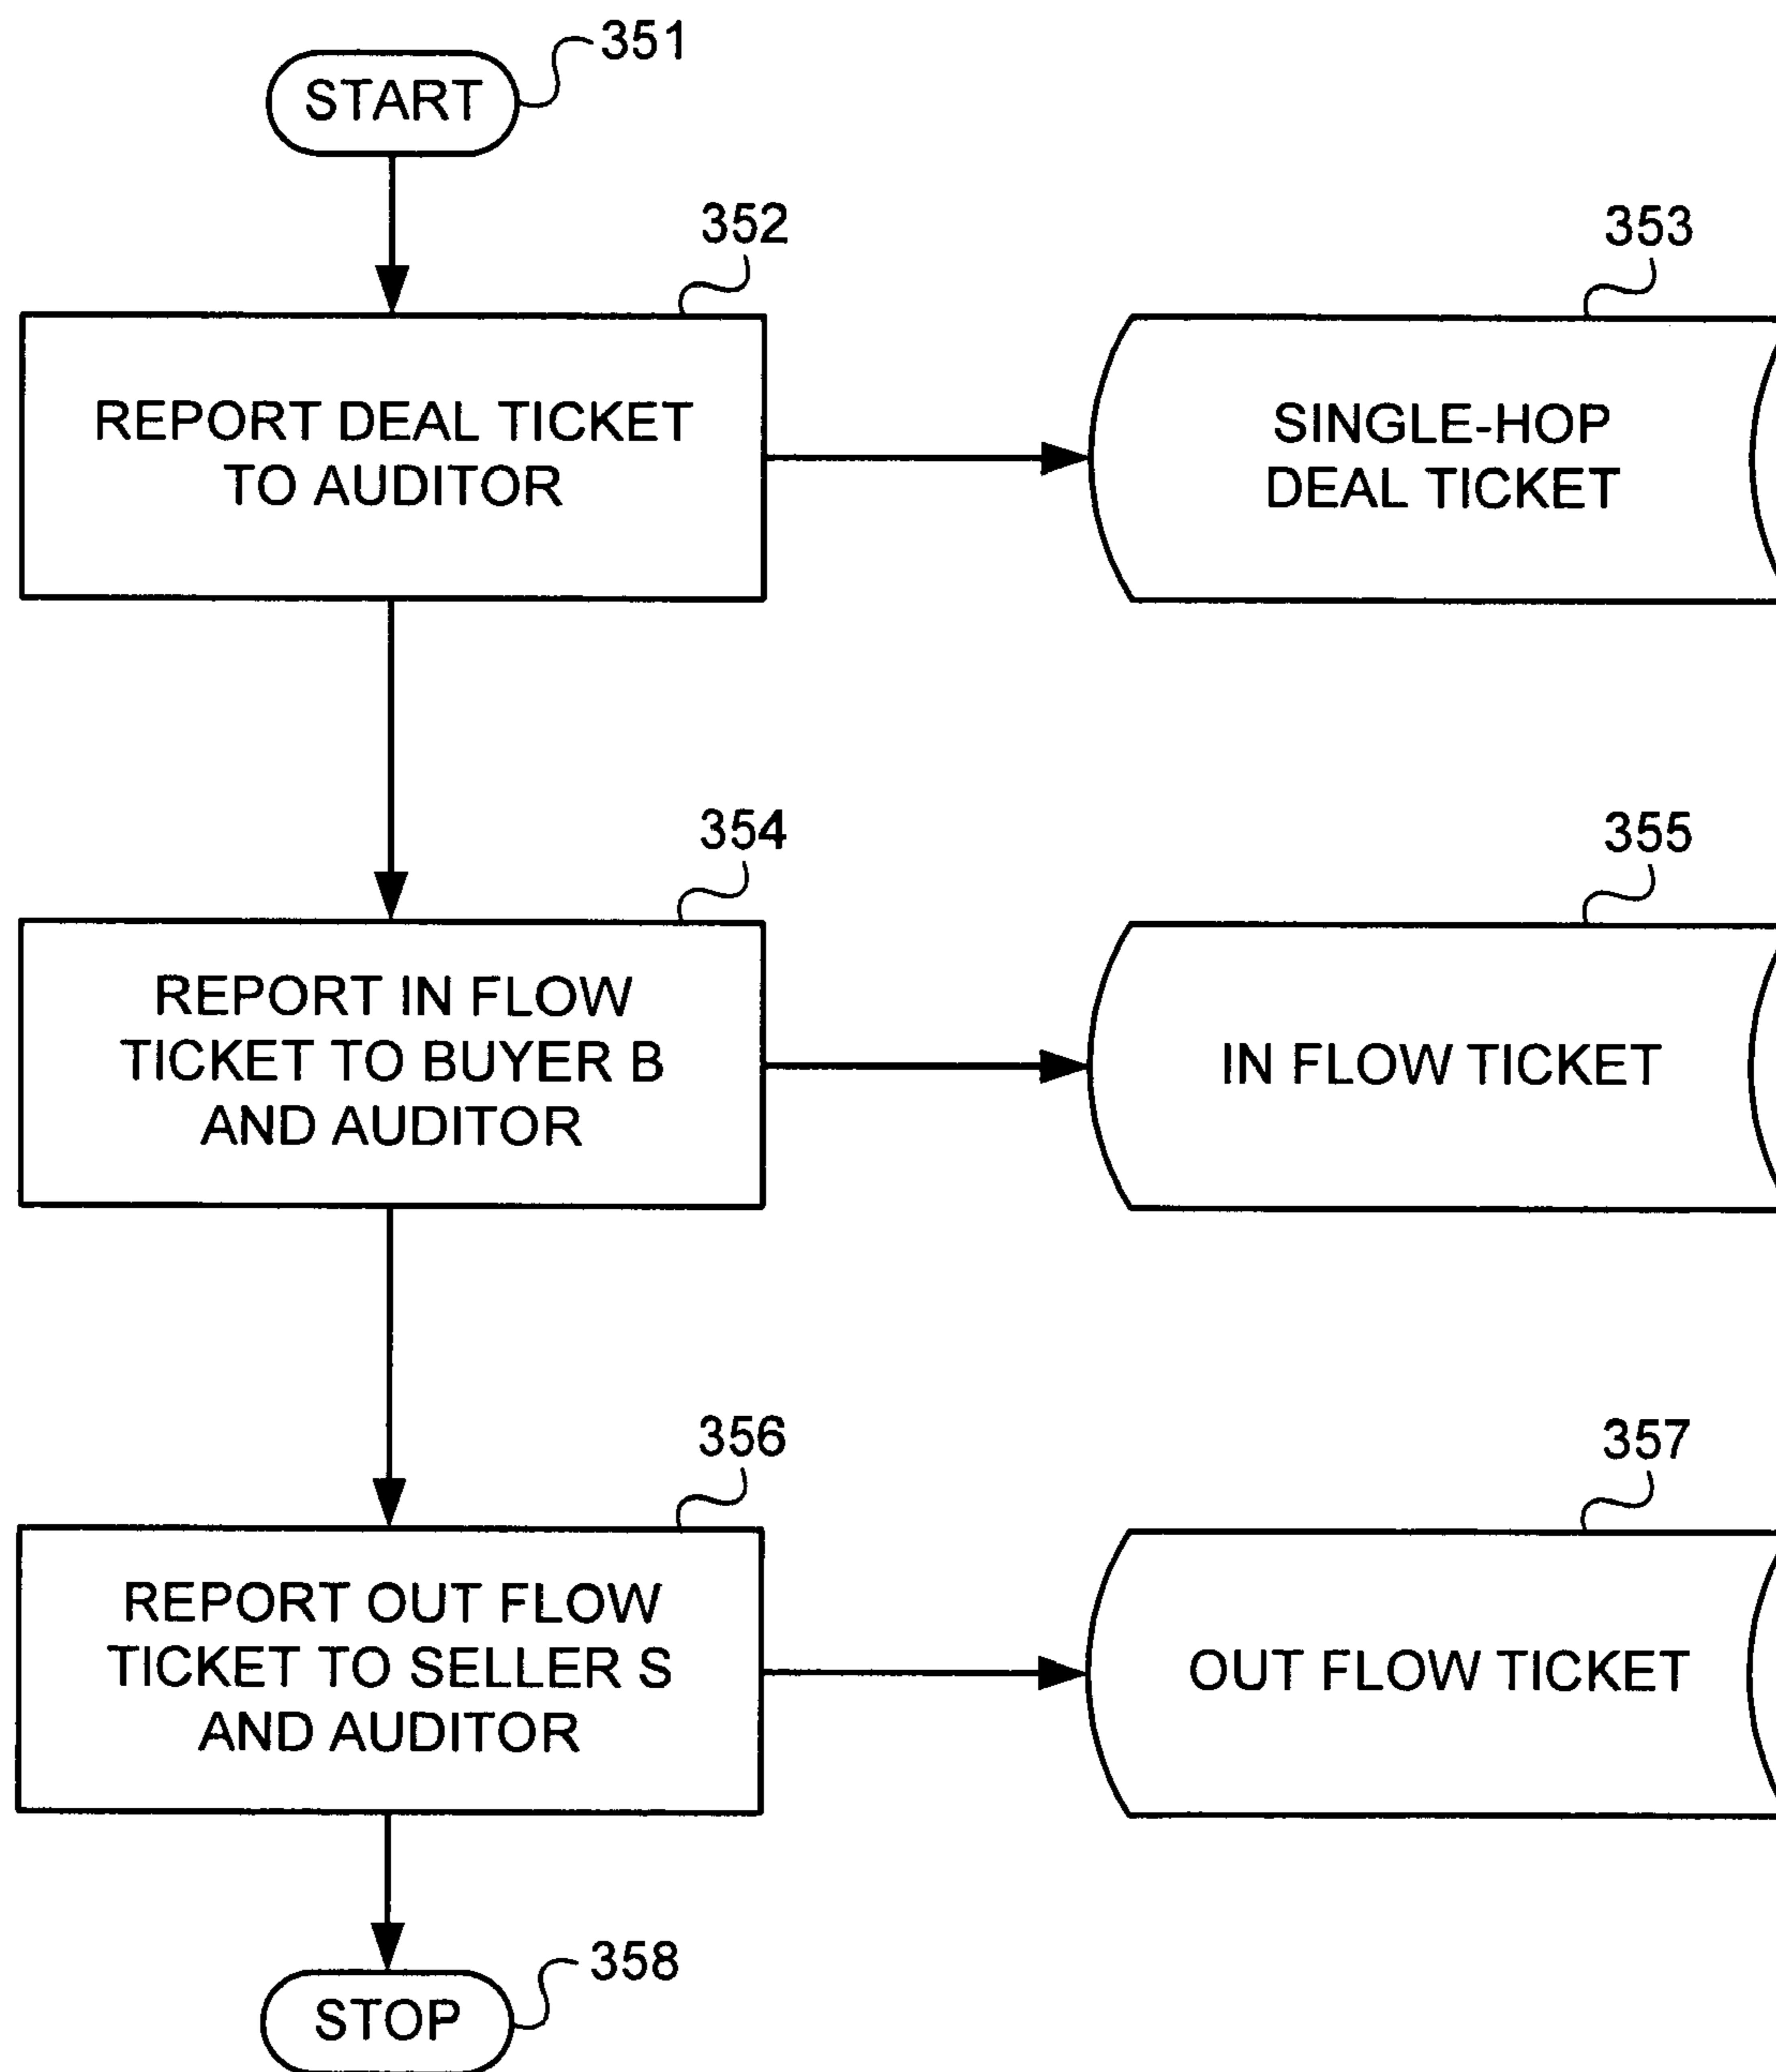 351
START
352
353
REPORT DEAL TICKET
TO AUDITOR
SINGLE-HOP
DEAL TICKET
354
355
REPORT IN FLOW
TICKET TO BUYER B
AND AUDITOR
IN FLOW TICKET
356
357
REPORT OUT FLOW
TICKET TO SELLER S
AND AUDITOR
OUT FLOW TICKET
358
STOP